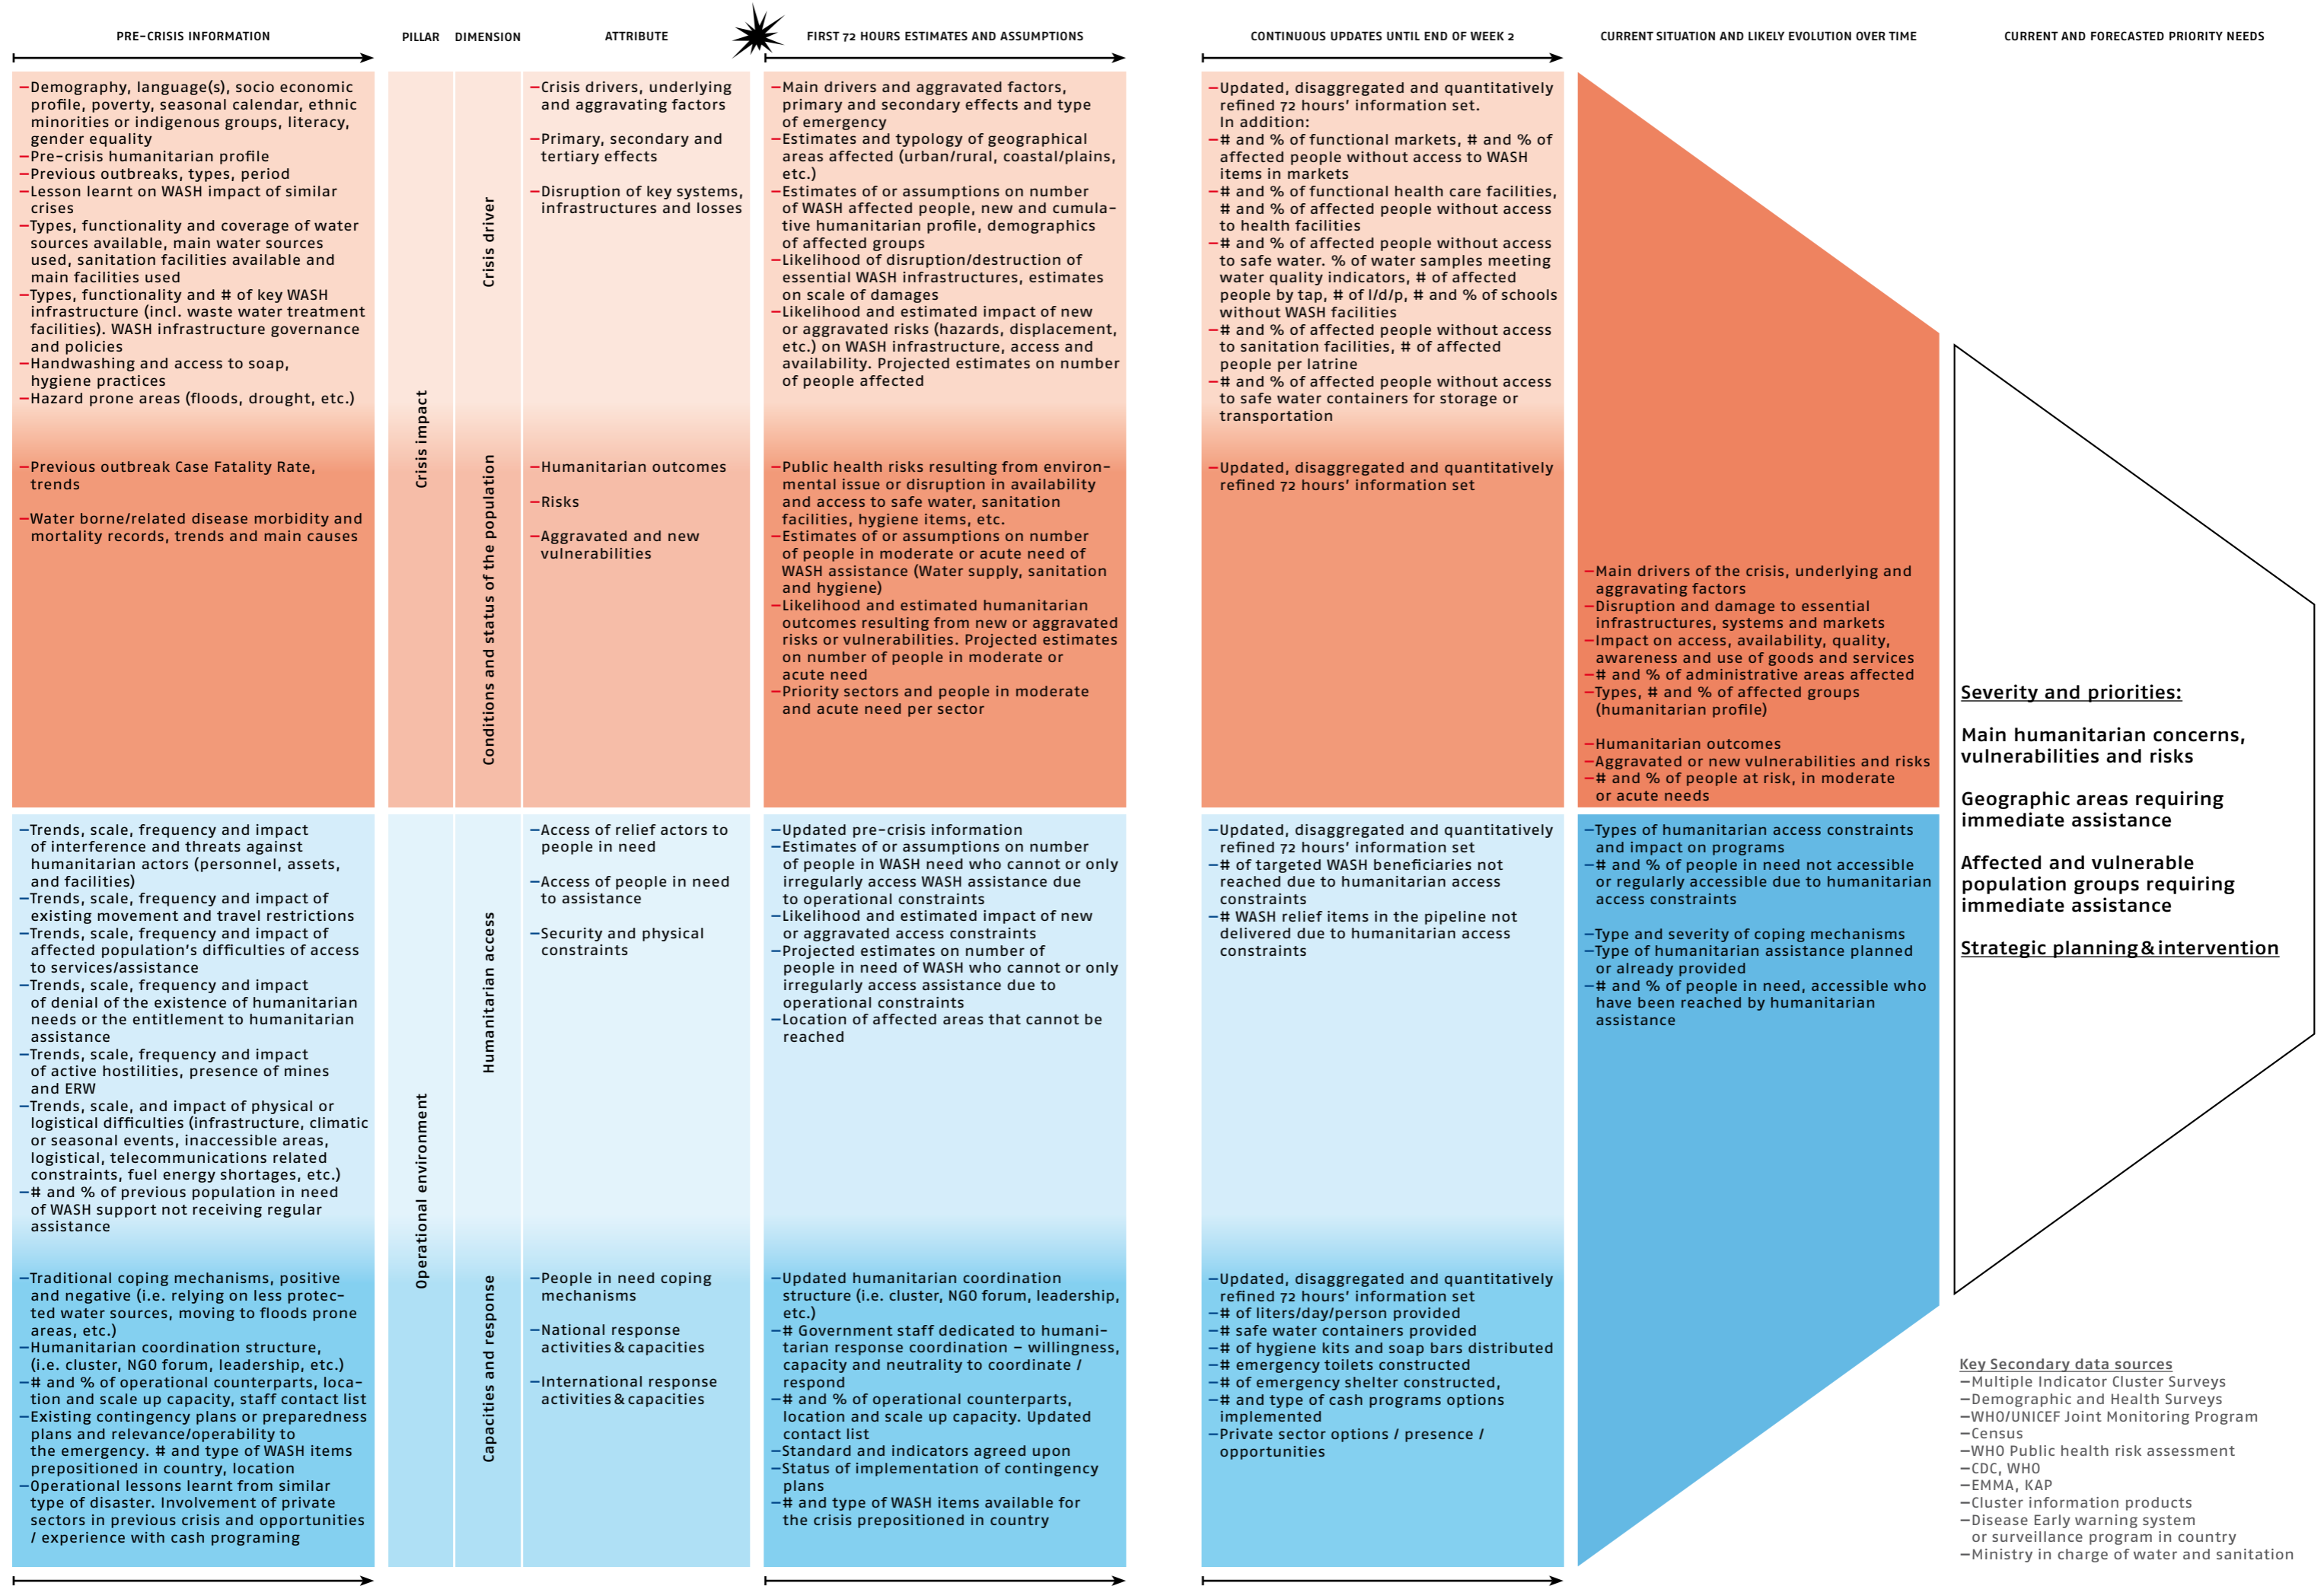 PRE-CRISIS INFORMATION
PILLAR
DIMENSION
ATTRIBUTE
FIRST 72 HOURS ESTIMATES AND ASSUMPTIONS
CONTINUOUS UPDATES UNTIL END OF WEEK 2
CURRENT SITUATION AND LIKELY EVOLUTION OVER TIME
CURRENT AND FORECASTED PRIORITY NEEDS
–Demography, language(s), socio economic
profile, poverty, seasonal calendar, ethnic
minorities or indigenous groups, literacy,
gender equality
–Pre-crisis humanitarian profile
–Previous outbreaks, types, period
–Lesson learnt on WASH impact of similar
crises
–Types, functionality and coverage of water
sources available, main water sources
used, sanitation facilities available and
main facilities used
–Types, functionality and # of key WASH
infrastructure (incl. waste water treatment
facilities). WASH infrastructure governance
and policies
–Handwashing and access to soap,
hygiene practices
–Hazard prone areas (floods, drought, etc.)
–Previous outbreak Case Fatality Rate,
trends
–Water borne/related disease morbidity and
mortality records, trends and main causes
Crisis impact
Crisis driver
Conditions and status of the population
–Crisis drivers, underlying
and aggravating factors
–Primary, secondary and
tertiary effects
–Disruption of key systems,
infrastructures and losses
–Humanitarian outcomes
–Risks
–Aggravated and new
vulnerabilities
–Main drivers and aggravated factors,
primary and secondary effects and type
of emergency
–Estimates and typology of geographical
areas affected (urban/rural, coastal/plains,
etc.)
–Estimates of or assumptions on number
of WASH affected people, new and cumula-
tive humanitarian profile, demographics
of affected groups
–Likelihood of disruption/destruction of
essential WASH infrastructures, estimates
on scale of damages
–Likelihood and estimated impact of new
or aggravated risks (hazards, displacement,
etc.) on WASH infrastructure, access and
availability. Projected estimates on number
of people affected
–Public health risks resulting from environ-
mental issue or disruption in availability
and access to safe water, sanitation
facilities, hygiene items, etc.
–Estimates of or assumptions on number
of people in moderate or acute need of
WASH assistance (Water supply, sanitation
and hygiene)
–Likelihood and estimated humanitarian
outcomes resulting from new or aggravated
risks or vulnerabilities. Projected estimates
on number of people in moderate or
acute need
–Priority sectors and people in moderate
and acute need per sector
–Updated, disaggregated and quantitatively
refined 72 hours’ information set.
In addition:
–# and % of functional markets, # and % of
affected people without access to WASH
items in markets
–# and % of functional health care facilities,
# and % of affected people without access
to health facilities
–# and % of affected people without access
to safe water. % of water samples meeting
water quality indicators, # of affected
people by tap, # of l/d/p, # and % of schools
without WASH facilities
–# and % of affected people without access
to sanitation facilities, # of affected
people per latrine
–# and % of affected people without access
to safe water containers for storage or
transportation
–Updated, disaggregated and quantitatively
refined 72 hours’ information set
–Main drivers of the crisis, underlying and
aggravating factors
–Disruption and damage to essential
infrastructures, systems and markets
–Impact on access, availability, quality,
awareness and use of goods and services
–# and % of administrative areas affected
–Types, # and % of affected groups
(humanitarian profile)
–Humanitarian outcomes
–Aggravated or new vulnerabilities and risks
–# and % of people at risk, in moderate
or acute needs
–Trends, scale, frequency and impact
of interference and threats against
humanitarian actors (personnel, assets,
and facilities)
–Trends, scale, frequency and impact of
existing movement and travel restrictions
–Trends, scale, frequency and impact of
affected population’s difficulties of access
to services/assistance
–Trends, scale, frequency and impact
of denial of the existence of humanitarian
needs or the entitlement to humanitarian
assistance
–Trends, scale, frequency and impact
of active hostilities, presence of mines
and ERW
–Trends, scale, and impact of physical or
logistical difficulties (infrastructure, climatic
or seasonal events, inaccessible areas,
logistical, telecommunications related
constraints, fuel energy shortages, etc.)
–# and % of previous population in need
of WASH support not receiving regular
assistance
–Traditional coping mechanisms, positive
and negative (i.e. relying on less protec-
ted water sources, moving to floods prone
areas, etc.)
–Humanitarian coordination structure,
(i.e. cluster, NGO forum, leadership, etc.)
–# and % of operational counterparts, loca-
tion and scale up capacity, staff contact list
–Existing contingency plans or preparedness
plans and relevance/operability to
the emergency. # and type of WASH items
prepositioned in country, location
–Operational lessons learnt from similar
type of disaster. Involvement of private
sectors in previous crisis and opportunities
/ experience with cash programing
Operational environment
Humanitarian access
Capacities and response
–Access of relief actors to
people in need
–Access of people in need
to assistance
–Security and physical
constraints
–People in need coping
mechanisms
–National response
activities & capacities
–International response
activities & capacities
–Updated pre-crisis information
–Estimates of or assumptions on number
of people in WASH need who cannot or only
irregularly access WASH assistance due
to operational constraints
–Likelihood and estimated impact of new
or aggravated access constraints
–Projected estimates on number of
people in need of WASH who cannot or only
irregularly access assistance due to
operational constraints
–Location of affected areas that cannot be
reached
–Updated humanitarian coordination
structure (i.e. cluster, NGO forum, leadership,
etc.)
–# Government staff dedicated to humani-
tarian response coordination – willingness,
capacity and neutrality to coordinate /
respond
–# and % of operational counterparts,
location and scale up capacity. Updated
contact list
–Standard and indicators agreed upon
–Status of implementation of contingency
plans
–# and type of WASH items available for
the crisis prepositioned in country
–Updated, disaggregated and quantitatively
refined 72 hours’ information set
–# of targeted WASH beneficiaries not
reached due to humanitarian access
constraints
–# WASH relief items in the pipeline not
delivered due to humanitarian access
constraints
–Updated, disaggregated and quantitatively
refined 72 hours’ information set
–# of liters/day/person provided
–# safe water containers provided
–# of hygiene kits and soap bars distributed
–# emergency toilets constructed
–# of emergency shelter constructed,
–# and type of cash programs options
implemented
–Private sector options / presence /
opportunities
–Types of humanitarian access constraints
and impact on programs
–# and % of people in need not accessible
or regularly accessible due to humanitarian
access constraints
–Type and severity of coping mechanisms
–Type of humanitarian assistance planned
or already provided
–# and % of people in need, accessible who
have been reached by humanitarian
assistance
Severity and priorities:
Main humanitarian concerns,
vulnerabilities and risks
Geographic areas requiring
immediate assistance
Affected and vulnerable
population groups requiring
immediate assistance
Strategic planning & intervention
Key Secondary data sources
–Multiple Indicator Cluster Surveys
–Demographic and Health Surveys
–WHO/UNICEF Joint Monitoring Program
–Census
–WHO Public health risk assessment
–CDC, WHO
–EMMA, KAP
–Cluster information products
–Disease Early warning system
or surveillance program in country
–Ministry in charge of water and sanitation